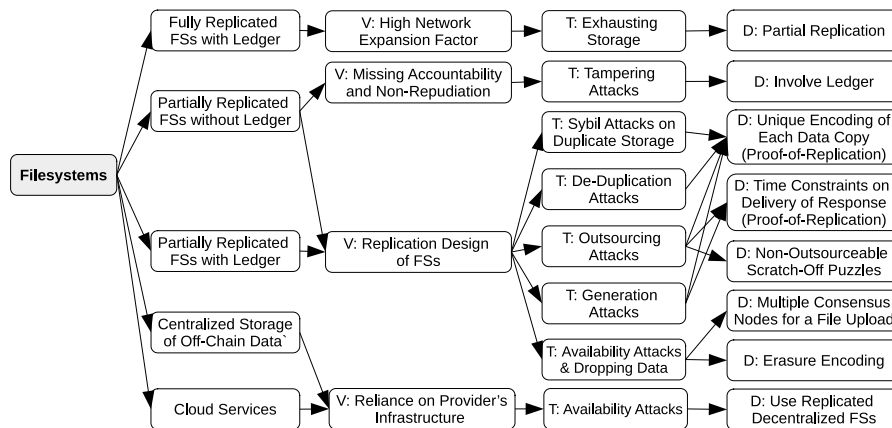 Fully Replicated
FSs with Ledger
V: High Network
Expansion Factor
T: Exhausting
Storage
D: Partial Replication
Partially Replicated
FSs without Ledger
V: Missing Accountability
and Non-Repudiation
T: Tampering
Attacks
D: Involve Ledger
T: Sybil Attacks on
Duplicate Storage
D: Unique Encoding of
Each Data Copy
(Proof-of-Replication)
Filesystems
T: De-Duplication
Attacks
D: Time Constraints on
Delivery of Response
(Proof-of-Replication)
Partially Replicated
FSs with Ledger
V: Replication Design
of FSs
T: Outsourcing
Attacks
D: Non-Outsourceable
Scratch-Off Puzzles
T: Generation
Attacks
D: Multiple Consensus
Nodes for a File Upload
Centralized Storage
of Off-Chain Data`
T: Availability Attacks
& Dropping Data
D: Erasure Encoding
Cloud Services
V: Reliance on Provider's
Infrastructure
T: Availability Attacks
D: Use Replicated
Decentralized FSs